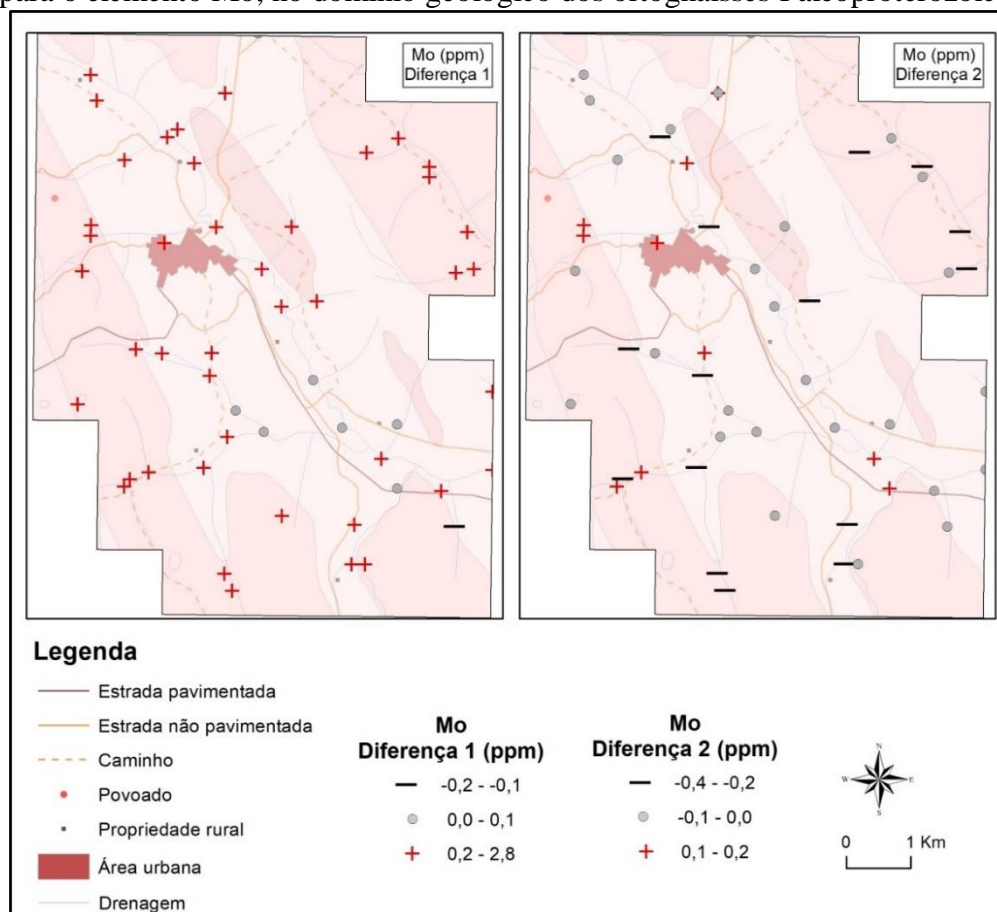 para o elemento Mo, no domínio geológico dos ortognaisses
Mo (ppm)
Diferença 1
Mo (ppm)
Diferença 2
Legenda
Estrada pavimentada
Estrada não pavimentada
Caminho
Povoado
Propriedade rural
Área urbana
Drenagem
Mo
Diferença 1 (ppm)
-0,2 - -0,1
0,0 - 0,1
0,2 - 2,8
Mo
Diferença 2 (ppm)
-0,4 - -0,2
-0,1 - 0,0
0,1 - 0,2
N
W
E
S
0 1 Km